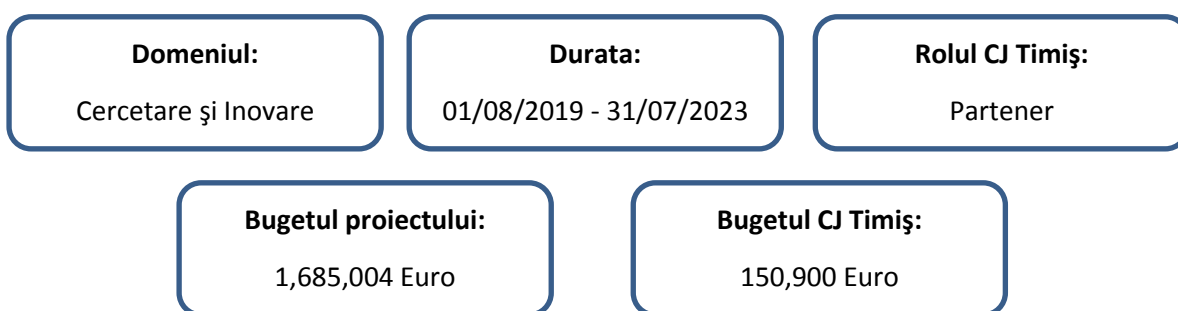 Domeniul:
Cercetare şi Inovare
Durata:
01/08/2019 - 31/07/2023
Rolul CJ Timiş:
Partener
Bugetul proiectului:
1,685,004 Euro
Bugetul CJ Timiş:
150,900 Euro